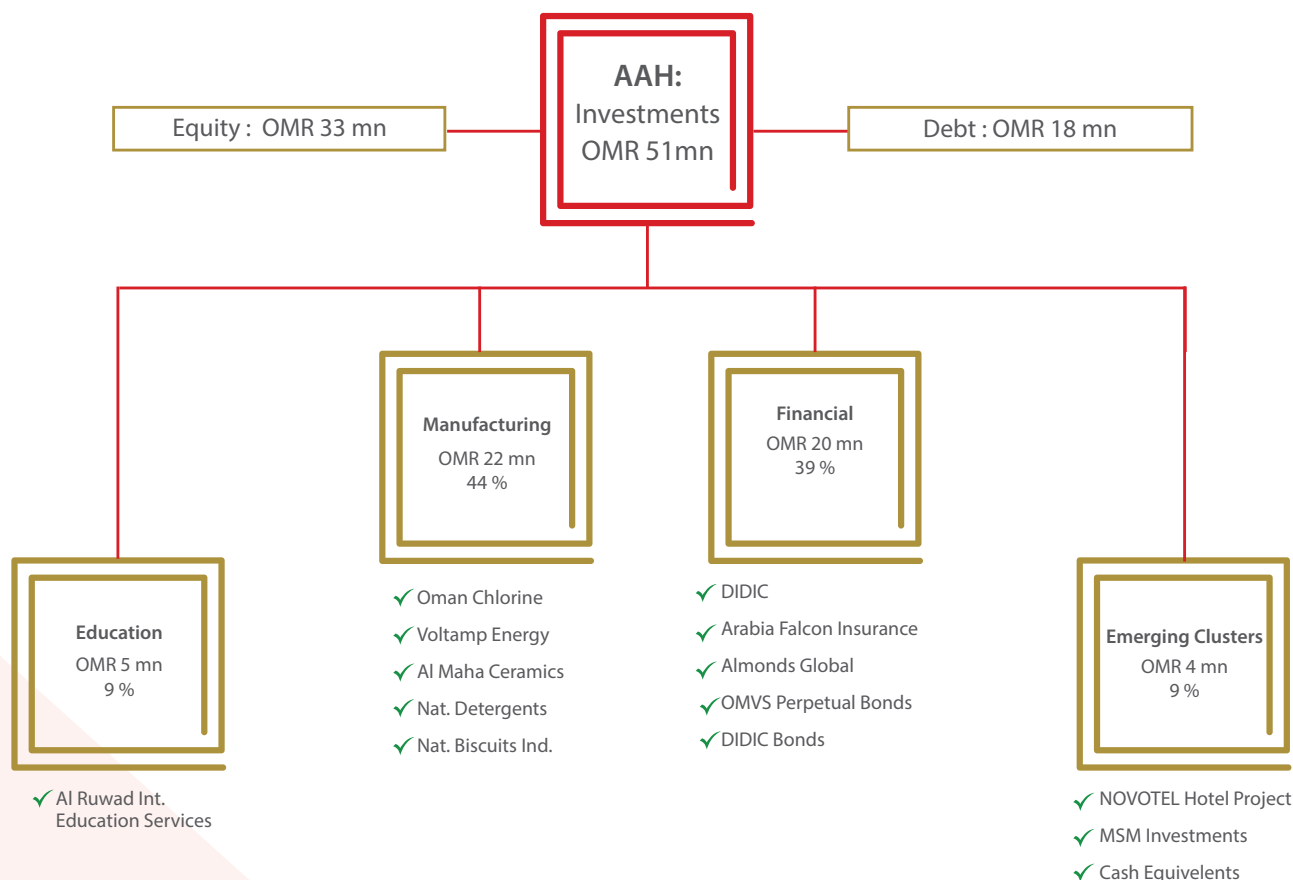 AAH:
Investments
OMR 51mn
Equity : OMR 33 mn
Debt : OMR 18 mn
Education
OMR 5 mn
9 %
Al Ruwad Int.
Education Services
Manufacturing
OMR 22 mn
44 %
Oman Chlorine
Voltamp Energy
Al Maha Ceramics
Nat. Detergents
Nat. Biscuits Ind.
Financial
OMR 20 mn
39 %
DIDIC
Arabia Falcon Insurance
Almonds Global
OMVS Perpetual Bonds
DIDIC Bonds
Emerging Clusters
OMR 4 mn
9 %
NOVOTEL Hotel Project
MSM Investments
Cash Equivelents